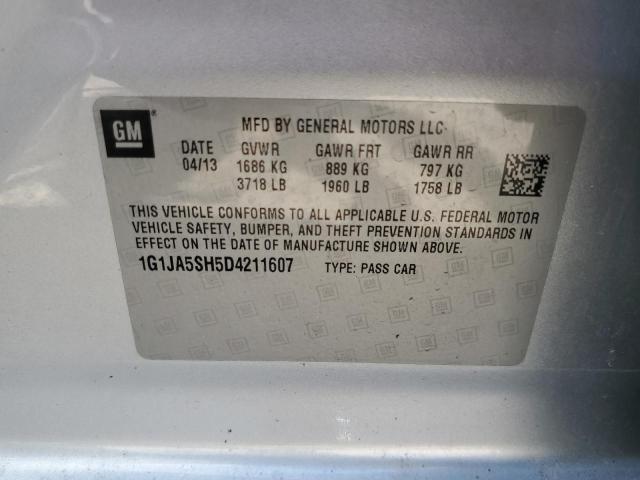 GM
MFD BY GENERAL MOTORS LLC
DATE GVWR GAWR FRT GAWR RR
04/13 1686 KG 889 KG 797 KG
3718 LB 1960 LB 1758 LB
THIS VEHICLE CONFORMS TO ALL APPLICABLE U.S. FEDERAL MOTOR
VEHICLE SAFETY, BUMPER, AND THEFT PREVENTION STANDARDS IN
EFFECT ON THE DATE OF MANUFACTURE SHOWN ABOVE.
1G1JA5SH5D4211607 TYPE: PASS CAR